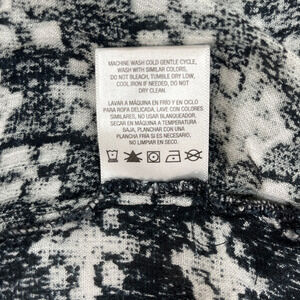 MACHINE WASH COLD GENTLE CYCLE,
WASH WITH SIMILAR COLORS,
DO NOT BLEACH, TUMBLE DRY LOW,
COOL IRON IF NEEDED, DO NOT
DRY CLEAN.
LAVAR A MÁQUINA EN FRÍO Y EN CICLO
PARA ROPA DELICADA, LAVE CON COLORES
SIMILARES, NO USAR BLANQUEADOR,
SECAR EN MÁQUINA A TEMPERATURA
BAJA, PLANCHAR CON UNA
PLANCHA FRÍA SI ES NECESARIO,
NO LIMPIAR EN SECO.